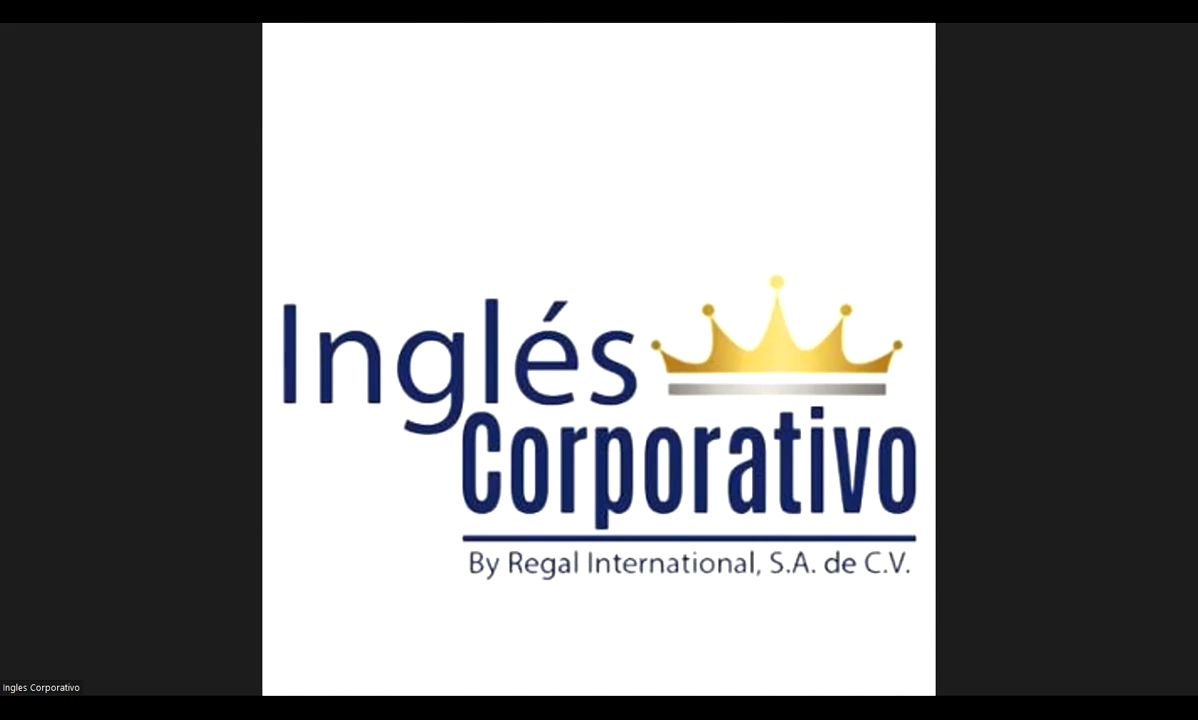 Inglés
Corporativo
By Regal International, S.A. de C.V.
Ingles Corporativo